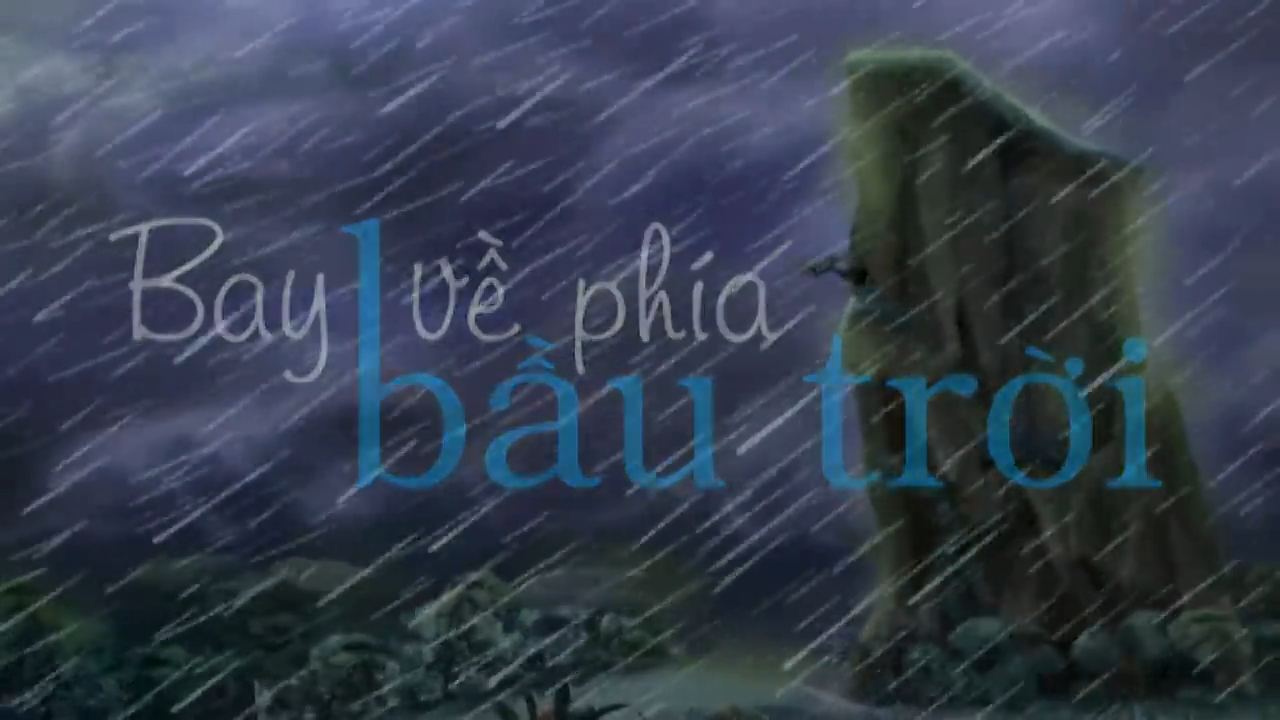 Bay về phía
bầu trời